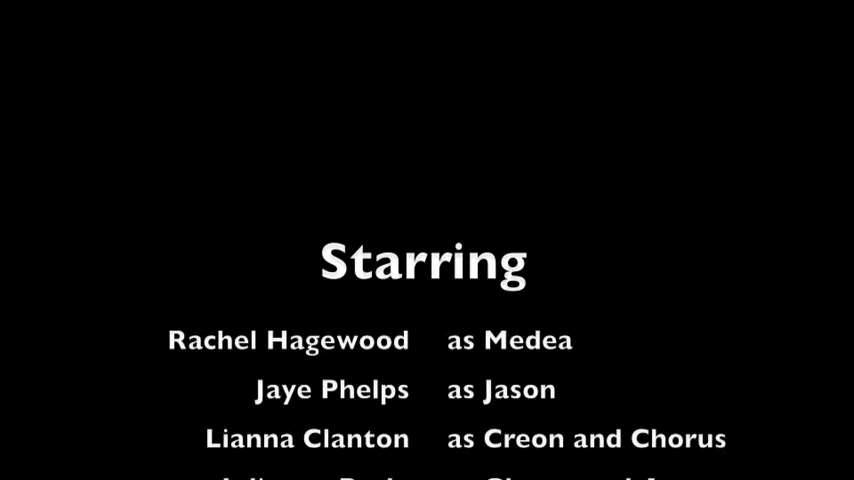 Starring
Rachel Hagewood as Medea
Jaye Phelps as Jason
Lianna Clanton as Creon and Chorus